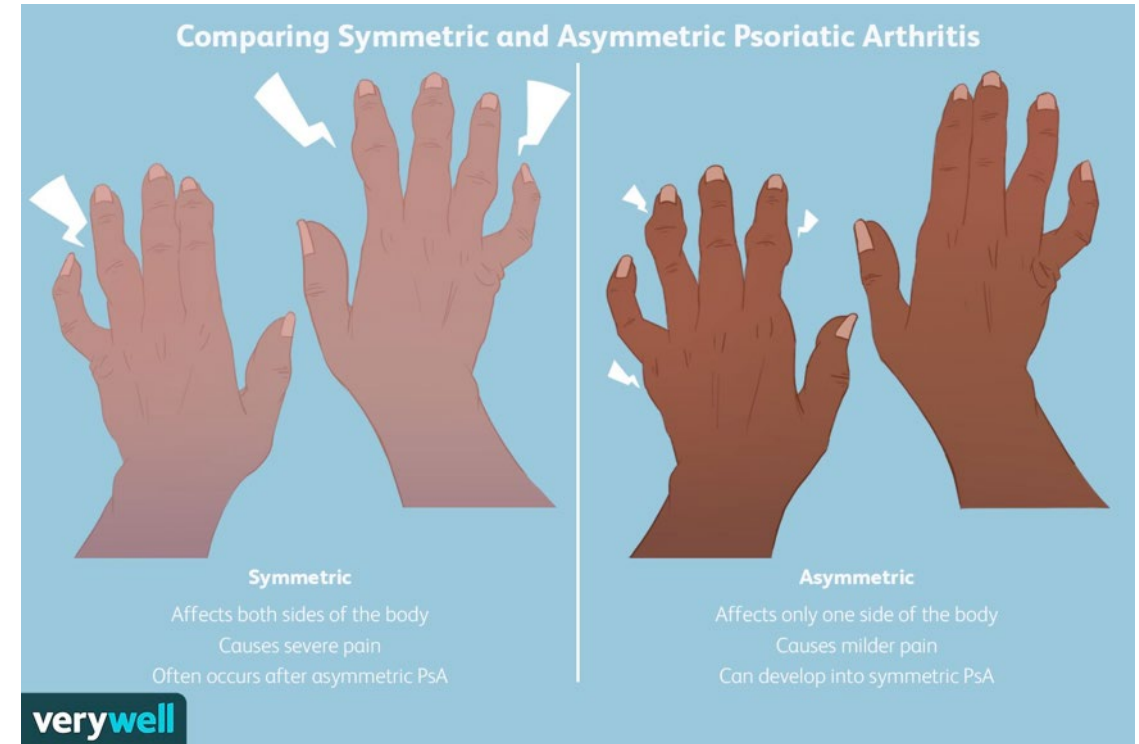 Comparing Symmetric and Asymmetric Psoriatic Arthritis
Symmetric
Affects both sides of the body
Causes severe pain
Often occurs after asymmetric PsA
Asymmetric
Affects only one side of the body
Causes milder pain
Can develop into symmetric PsA
verywell